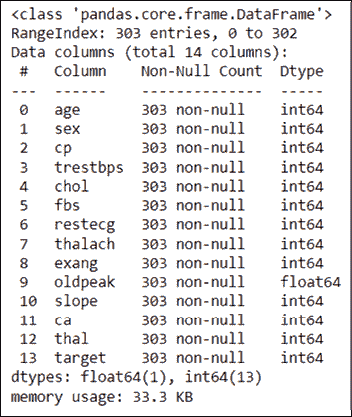 <class 'pandas.core.frame.DataFrame'>
RangeIndex: 303 entries, 0 to 302
Data columns (total 14 columns):
 #   Column    Non-Null Count  Dtype
---  ------    --------------  -----
 0   age       303 non-null    int64
 1   sex       303 non-null    int64
 2   cp        303 non-null    int64
 3   trestbps  303 non-null    int64
 4   chol      303 non-null    int64
 5   fbs       303 non-null    int64
 6   restecg   303 non-null    int64
 7   thalach   303 non-null    int64
 8   exang     303 non-null    int64
 9   oldpeak   303 non-null    float64
 10  slope     303 non-null    int64
 11  ca        303 non-null    int64
 12  thal      303 non-null    int64
 13  target    303 non-null    int64
dtypes: float64(1), int64(13)
memory usage: 33.3 KB